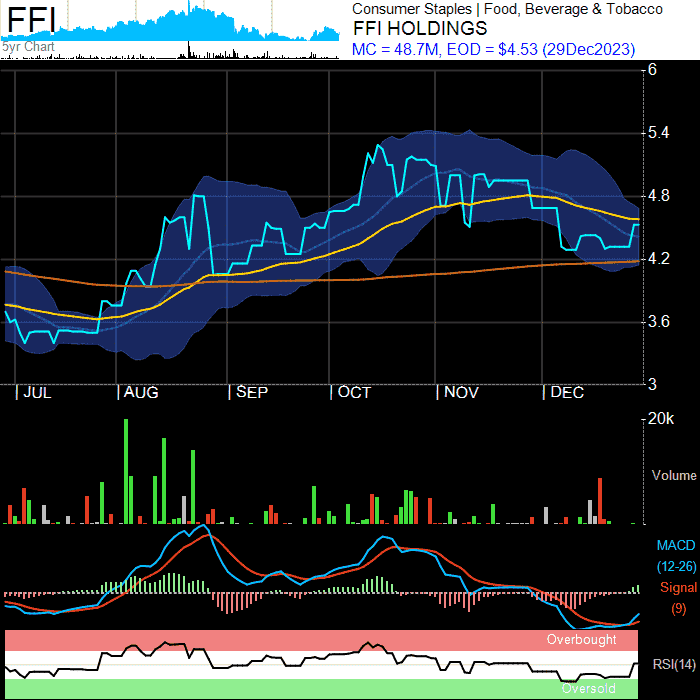 FFI
5yr Chart
Consumer Staples | Food, Beverage & Tobacco
FFI HOLDINGS
MC = 48.7M, EOD = $4.53 (29Dec2023)
6
5.4
4.8
4.2
3.6
3
| JUL | AUG | SEP | OCT | NOV | DEC
20k
Volume
MACD
(12-26)
Signal
(9)
Overbought
RSI(14)
Oversold